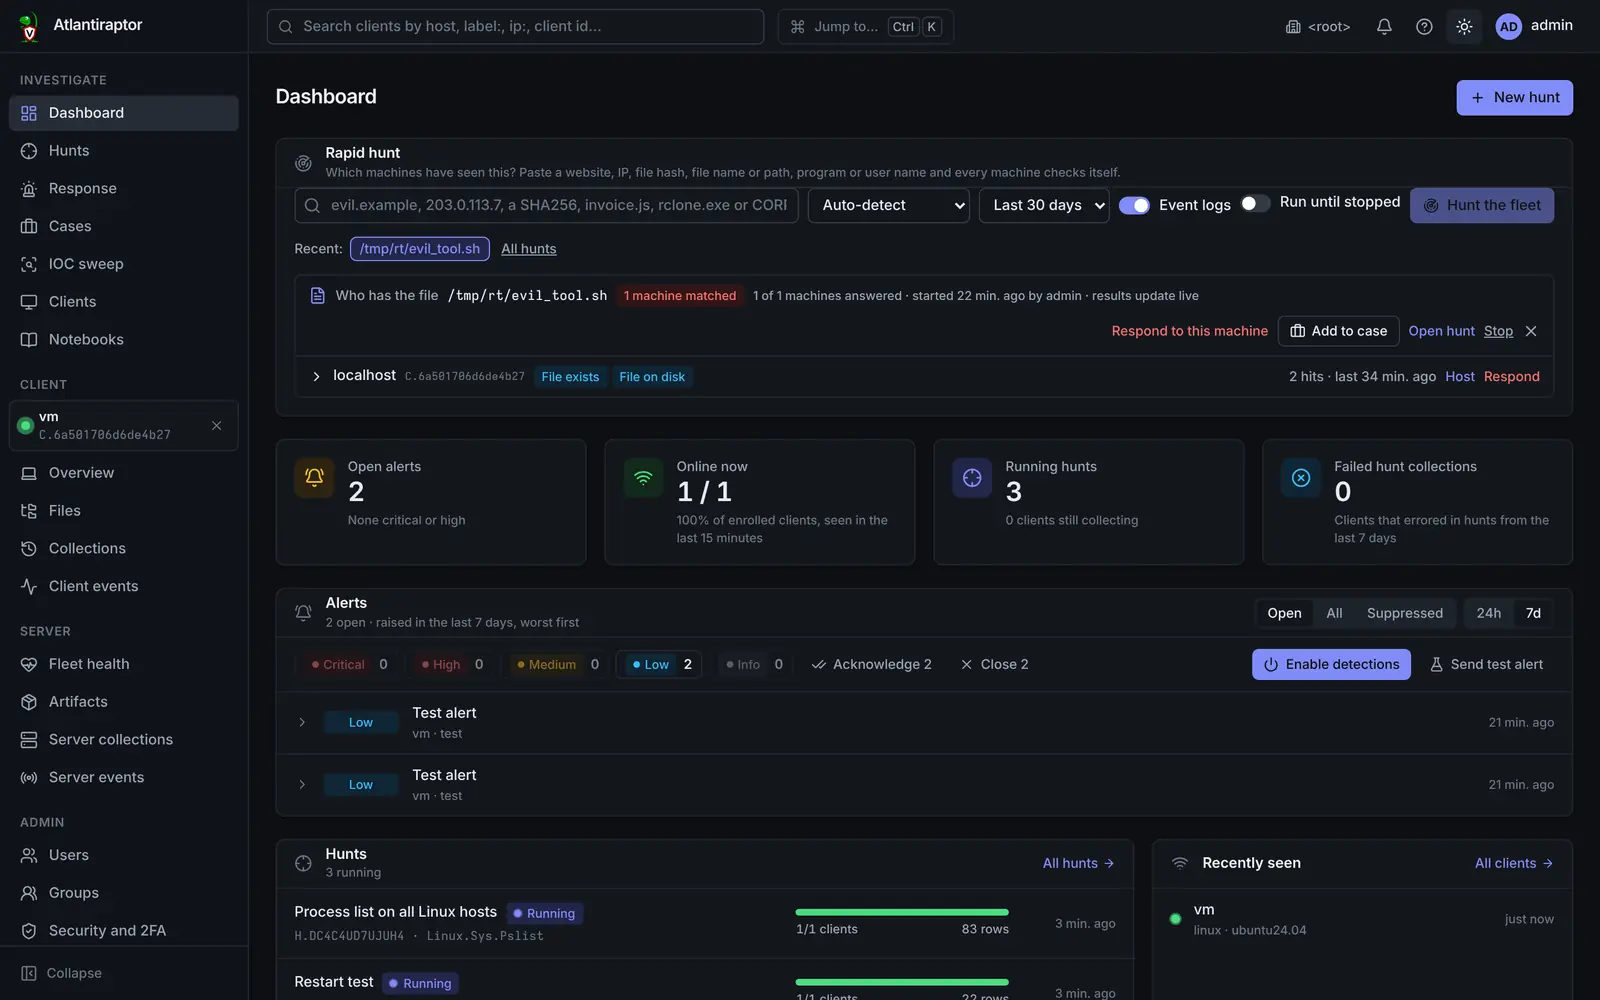 Atlantiraptor
Search clients by host, label:, ip:, client id...
Jump to... Ctrl K
<root>
AD admin
INVESTIGATE
Dashboard
Hunts
Response
Cases
IOC sweep
Clients
Notebooks
CLIENT
vm
C.6a501706d6de4b27
Overview
Files
Collections
Client events
SERVER
Fleet health
Artifacts
Server collections
Server events
ADMIN
Users
Groups
Security and 2FA
Collapse
Dashboard
New hunt
Rapid hunt
Which machines have seen this? Paste a website, IP, file hash, file name or path, program or user name and every machine checks itself.
evil.example, 203.0.113.7, a SHA256, invoice.js, rclone.exe or CORI
Auto-detect
Last 30 days
Event logs
Run until stopped
Hunt the fleet
Recent: /tmp/rt/evil_tool.sh All hunts
Who has the file /tmp/rt/evil_tool.sh 1 machine matched 1 of 1 machines answered · started 22 min. ago by admin · results update live
Respond to this machine Add to case Open hunt Stop
localhost C.6a501706d6de4b27 File exists File on disk 2 hits · last 34 min. ago Host Respond
Open alerts
2
None critical or high
Online now
1 / 1
100% of enrolled clients, seen in the
last 15 minutes
Running hunts
3
0 clients still collecting
Failed hunt collections
0
Clients that errored in hunts from the
last 7 days
Alerts
2 open · raised in the last 7 days, worst first
Open All Suppressed 24h 7d
Critical 0 High 0 Medium 0 Low 2 Info 0 Acknowledge 2 Close 2 Enable detections Send test alert
Low Test alert
vm · test
21 min. ago
Low Test alert
vm · test
21 min. ago
Hunts
3 running
All hunts
Process list on all Linux hosts Running
H.DC4C4UD7UJUH4 · Linux.Sys.Pslist
1/1 clients 83 rows
3 min. ago
Restart test Running
1/1 clients 22 rows
3 min. ago
Recently seen
All clients
vm
linux · ubuntu24.04
just now